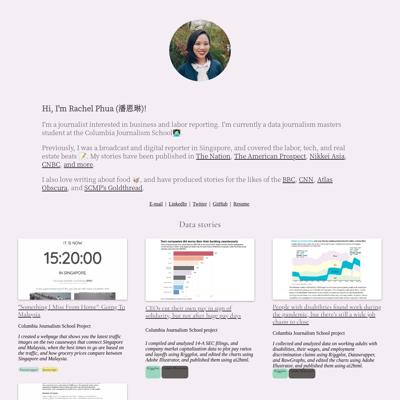 Hi, I'm Rachel Phua (潘恩琳)!
I'm a journalist interested in business and labor reporting. I'm currently a data journalism masters
student at the Columbia Journalism School
Previously, I was a broadcast and digital reporter in Singapore, and covered the labor, tech, and real
estate beats 📝. My stories have been published in The Nation, The American Prospect, Nikkei Asia,
CNBC, and more.
I also love writing about food 🥡, and have produced stories for the likes of the BBC, CNN, Atlas
Obscura, and SCMP's Goldthread.
E-mail | LinkedIn | Twitter | GitHub | Resume
Data stories
IT IS NOW
15:20:00
IN SINGAPORE
"Something I Miss From Home": Going To
Malaysia
Columbia Journalism School Project
I created a webpage that shows you the latest traffic
images on the two causeways that connect Singapore
and Malaysia, when the best times to go are based on
the traffic, and how grocery prices compare between
Singapore and Malaysia.
CEOs cut their own pay in sign of
solidarity, but not after huge pay days
Columbia Journalism School project
I compiled and analyzed 14-A SEC filings, and
company market capitalization data to plot pay ratios
and layoffs using R/ggplot, and edited the charts using
Adobe Illustrator, and published them using ai2html.
People with disabilities found work during
the pandemic, but there's still a wide job
chasm to close
Columbia Journalism School project
I collected and analyzed data on working adults with
disabilities, their wages, and employment
discrimination claims using R/ggplot, Datawrapper,
and RawGraphs, and edited the charts using Adobe
Illustrator, and published them using ai2html.